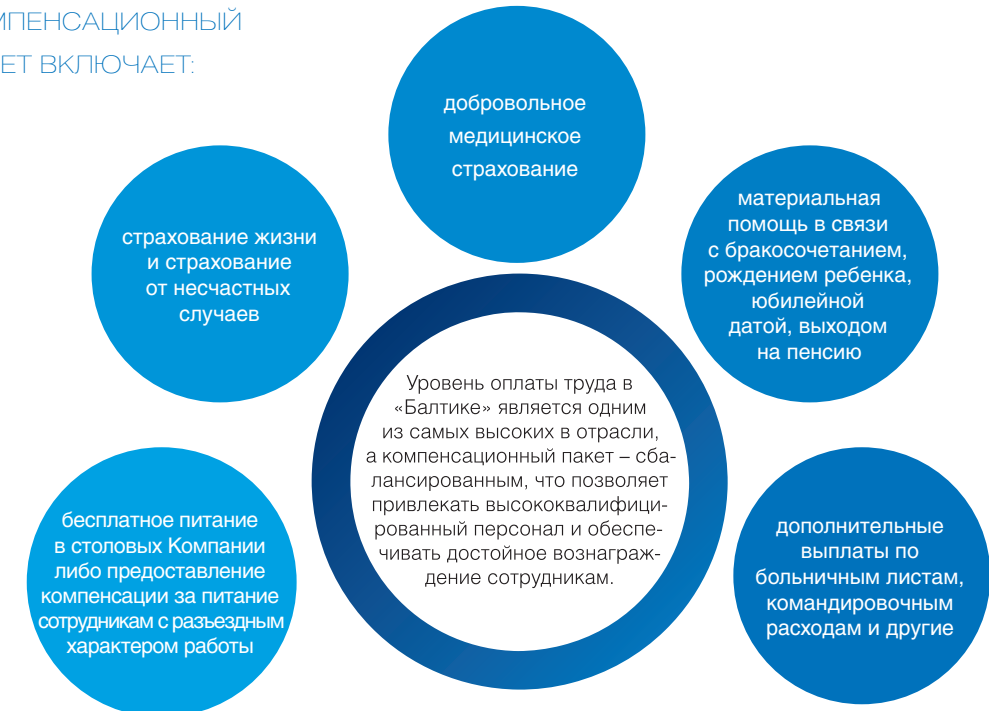 МПЕНСАЦИОННЫЙ
ЕТ ВКЛЮЧАЕТ:
добровольное
медицинское
страхование
страхование жизни
и страхование
от несчастных
случаев
материальная
помощь в связи
с бракосочетанием,
рождением ребенка,
юбилейной
датой, выходом
на пенсию
Уровень оплаты труда в
«Балтике» является одним
из самых высоких в отрасли,
а компенсационный пакет – сба-
лансированным, что позволяет
привлекать высококвалифици-
рованный персонал и обеспе-
чивать достойное вознаграж-
дение сотрудникам.
бесплатное питание
в столовых Компании
либо предоставление
компенсации за питание
сотрудникам с разъездным
характером работы
дополнительные
выплаты по
больничным листам,
командировочным
расходам и другие